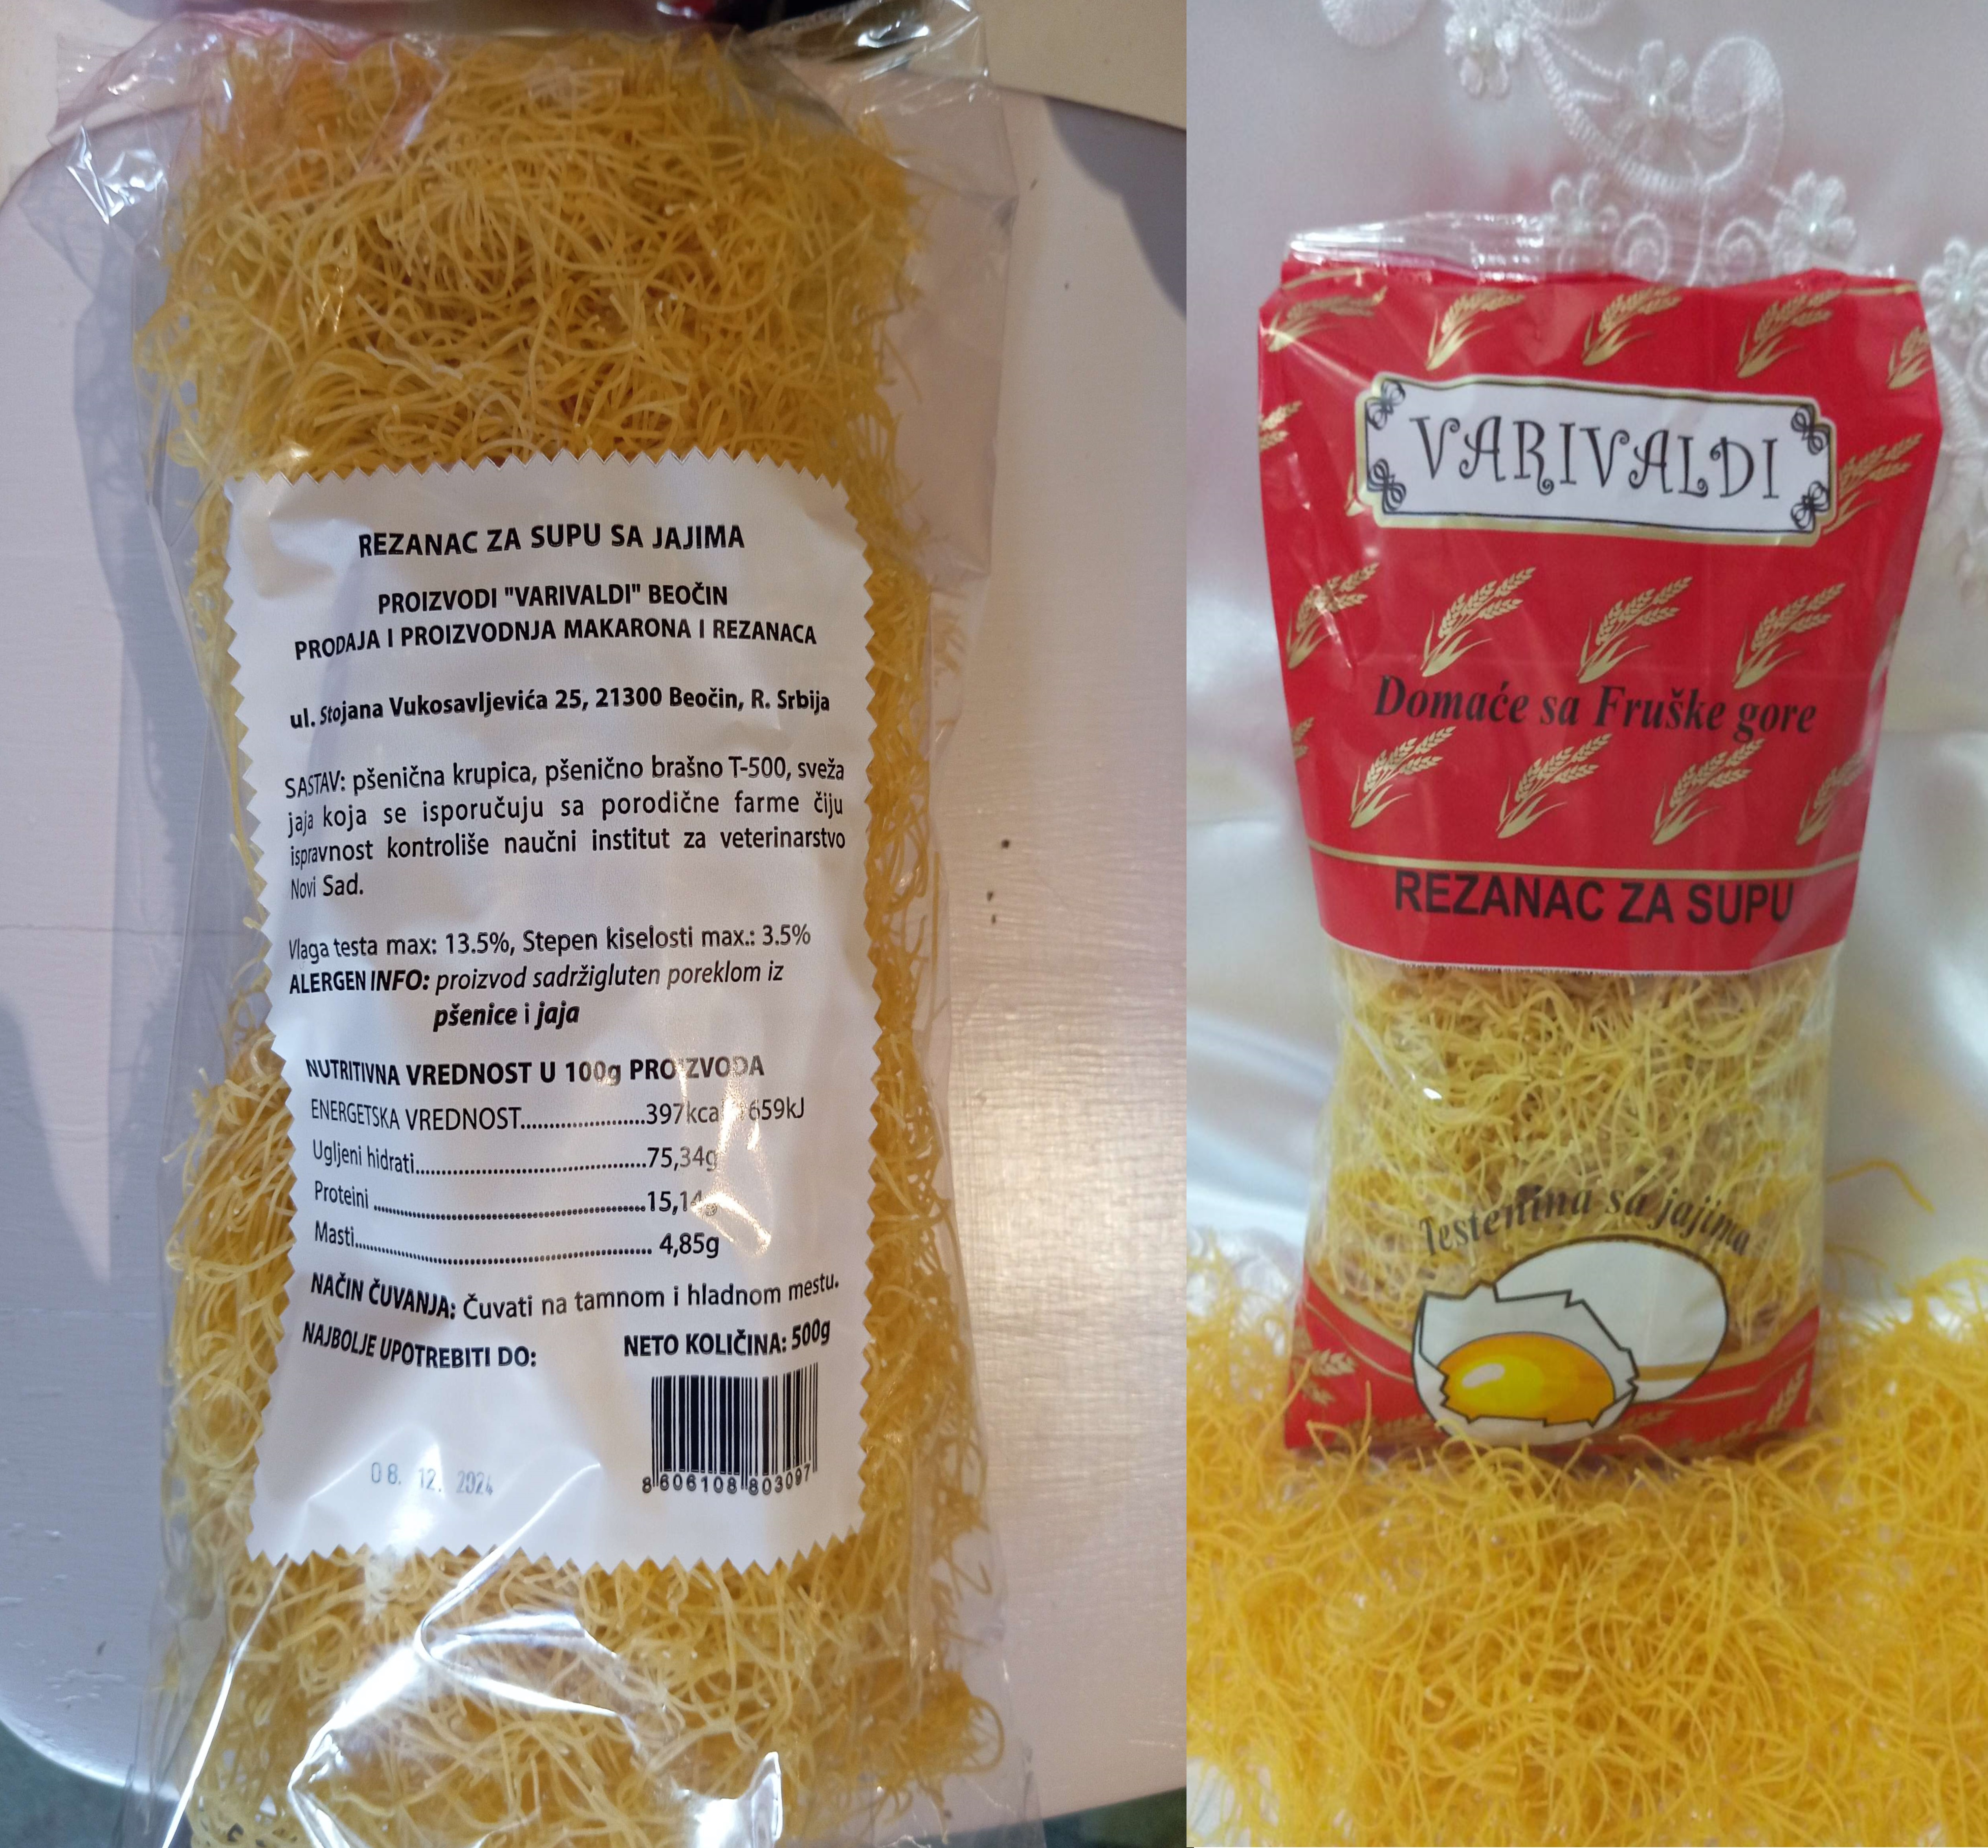 REZANAC ZA SUPU SA JAJIMA
PROIZVODI "VARIVALDI" BEOČIN
PRODAJA I PROIZVODNJA MAKARONA I REZANACA
ul. Stojana Vukosavljevića 25, 21300 Beočin, R. Srbija
SASTAV: pšenična krupica, pšenično brašno T-500, sveža
jaja koja se isporučuju sa porodične farme čiju
ispravnost kontroliše naučni institut za veterinarstvo
Novi Sad.
Vlaga testa max: 13.5%, Stepen kiselosti max.: 3.5%
ALERGEN INFO: proizvod sadržigluten poreklom iz
pšenice i jaja
NUTRITIVNA VREDNOST U 100g PROIZVODA
ENERGETSKA VREDNOST.....................397kcal
Ugljeni hidrati.......................................75,34g
Proteini ..............................................15,14g
Masti.................................................. 4,85g
NAČIN ČUVANJA: Čuvati na tamnom i hladnom mestu.
NAJBOLJE UPOTREBITI DO: NETO KOLIČINA: 500g
08. 12. 2024
8606108803097
VARIVALDI
Domaće sa Fruške gore
REZANAC ZA SUPU
Testenina sa jajima